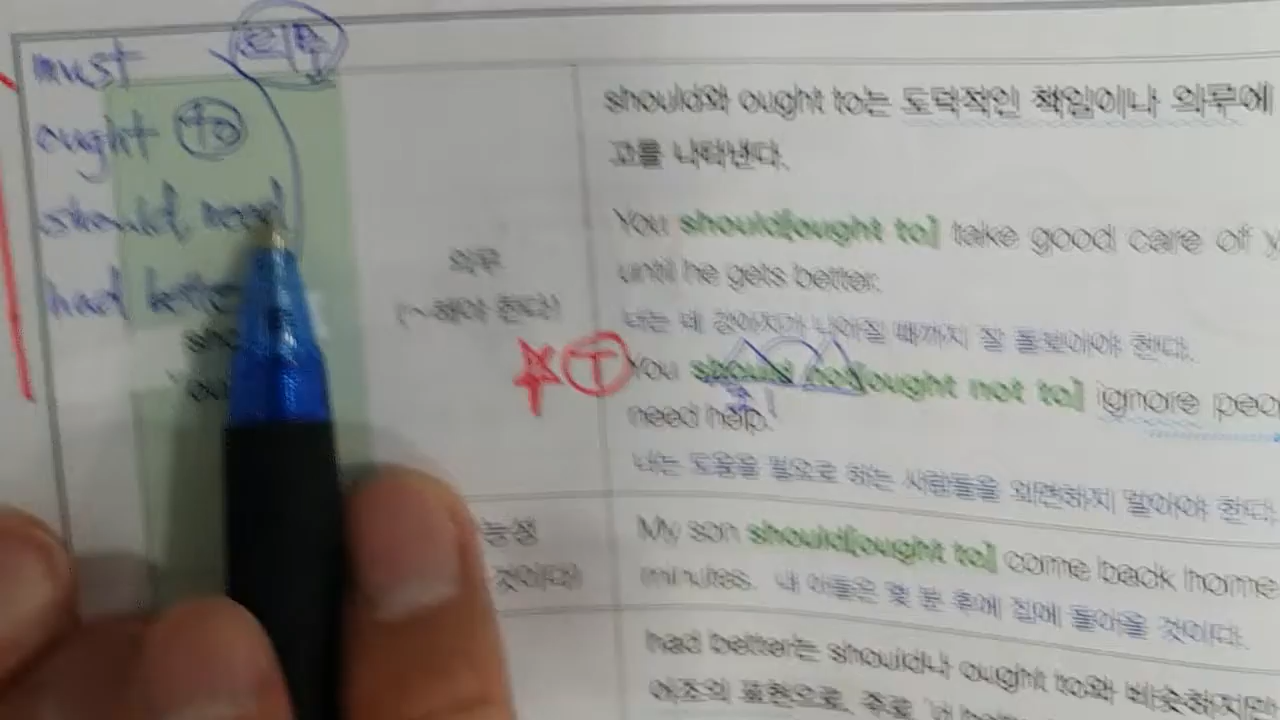 must 의무
ought to
should need
had better
의무
(~해야 한다)
should와 ought to는 도덕적인 책임이나 의무에
고를 나타낸다.
You should[ought to] take good care of y
until he gets better.
너는 네 강아지가 나아질 때까지 잘 돌보아야 한다.
T
You should not[ought not to] ignore peo
need help.
너는 도움을 필요로 하는 사람들을 외면하지 말아야 한다.
능성
것이다)
My son should[ought to] come back home
minutes. 내 아들은 몇 분 후에 집에 돌아올 것이다.
had better는 should나 ought to와 비슷하지만